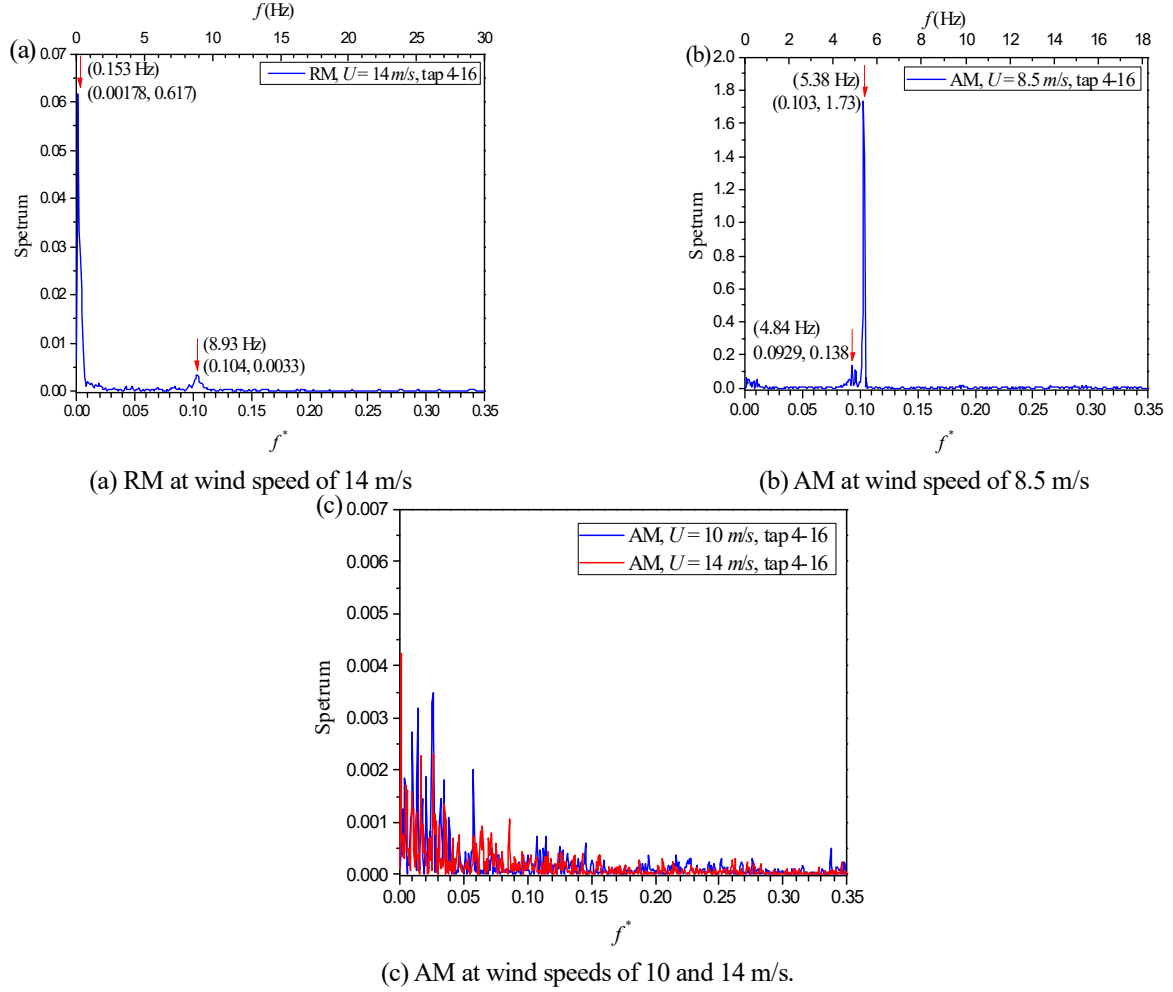 f(Hz)
0 5 10 15 20 25 30
(a)
0.07
0.06
0.05
0.04
0.03
0.02
0.01
0.00
Spetrum
(0.153 Hz)
(0.00178, 0.617)
RM, U = 14 m/s, tap 4-16
(8.93 Hz)
(0.104, 0.0033)
0.00 0.05 0.10 0.15 0.20 0.25 0.30 0.35
f*
(a) RM at wind speed of 14 m/s
f(Hz)
0 2 4 6 8 10 12 14 16 18
(b)
2.0
1.8
1.6
1.4
1.2
1.0
0.8
0.6
0.4
0.2
0.0
Spetrum
(5.38 Hz)
(0.103, 1.73)
AM, U = 8.5 m/s, tap 4-16
(4.84 Hz)
0.0929, 0.138
0.00 0.05 0.10 0.15 0.20 0.25 0.30 0.35
f*
(b) AM at wind speed of 8.5 m/s
(c)
0.007
0.006
0.005
0.004
0.003
0.002
0.001
0.000
Spetrum
AM, U = 10 m/s, tap 4-16
AM, U = 14 m/s, tap 4-16
0.00 0.05 0.10 0.15 0.20 0.25 0.30 0.35
f*
(c) AM at wind speeds of 10 and 14 m/s.